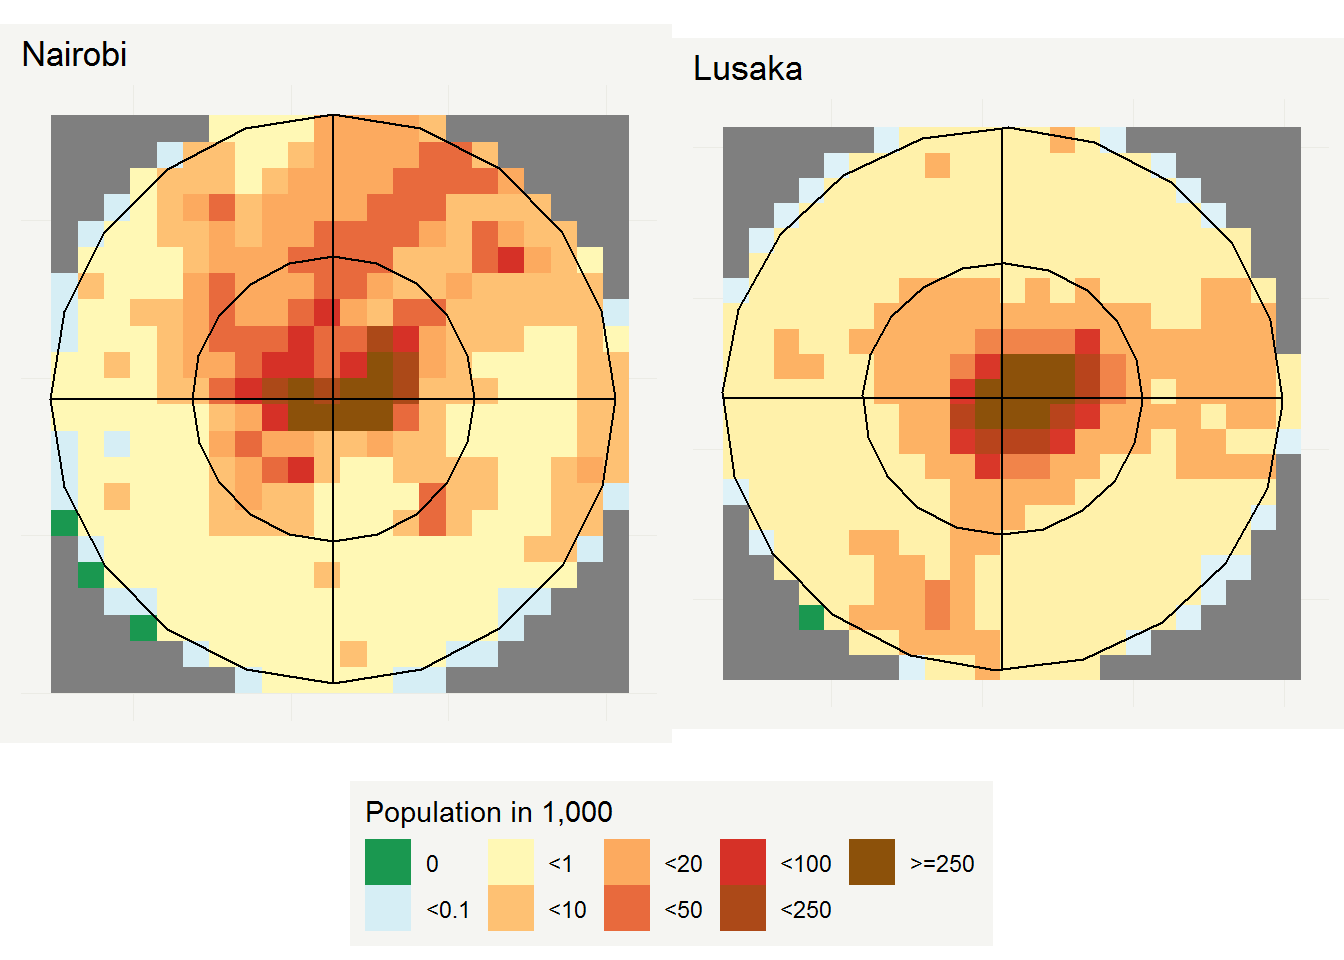 Nairobi
Lusaka
Population in 1,000
0 <1 <20 <100 >=250
<0.1 <10 <50 <250